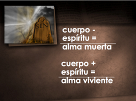 cuerpo -
espíritu =
alma muerta
cuerpo +
espíritu =
alma viviente